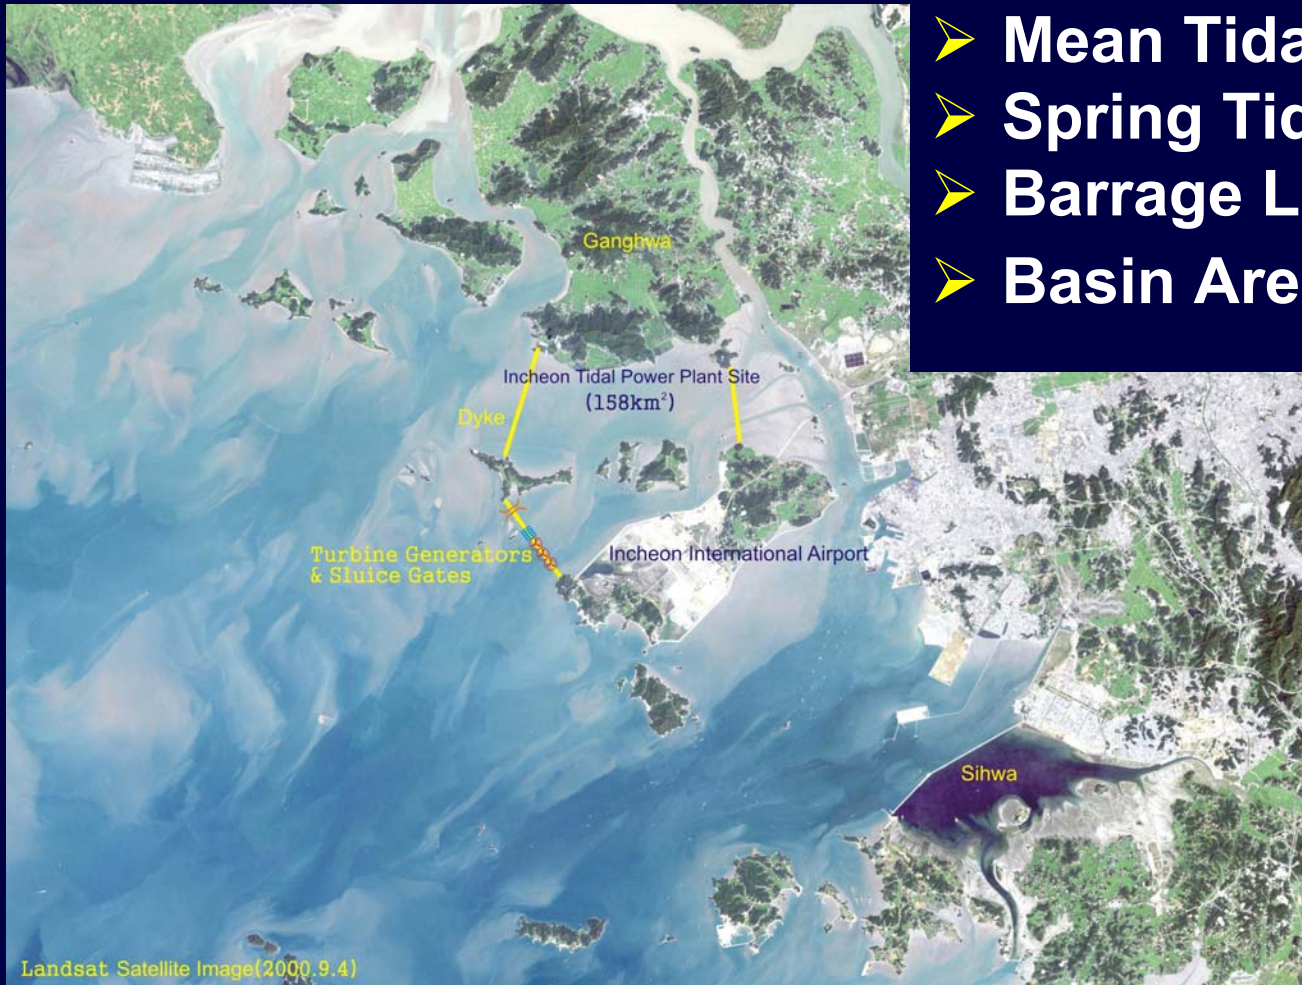 Mean Tida
Spring Tid
Barrage L
Basin Are
Ganghwa
Incheon Tidal Power Plant Site
(158km²)
Dyke
Turbine Generators
& Sluice Gates
Incheon International Airport
Sihwa
Landsat Satellite Image(2000.9.4)